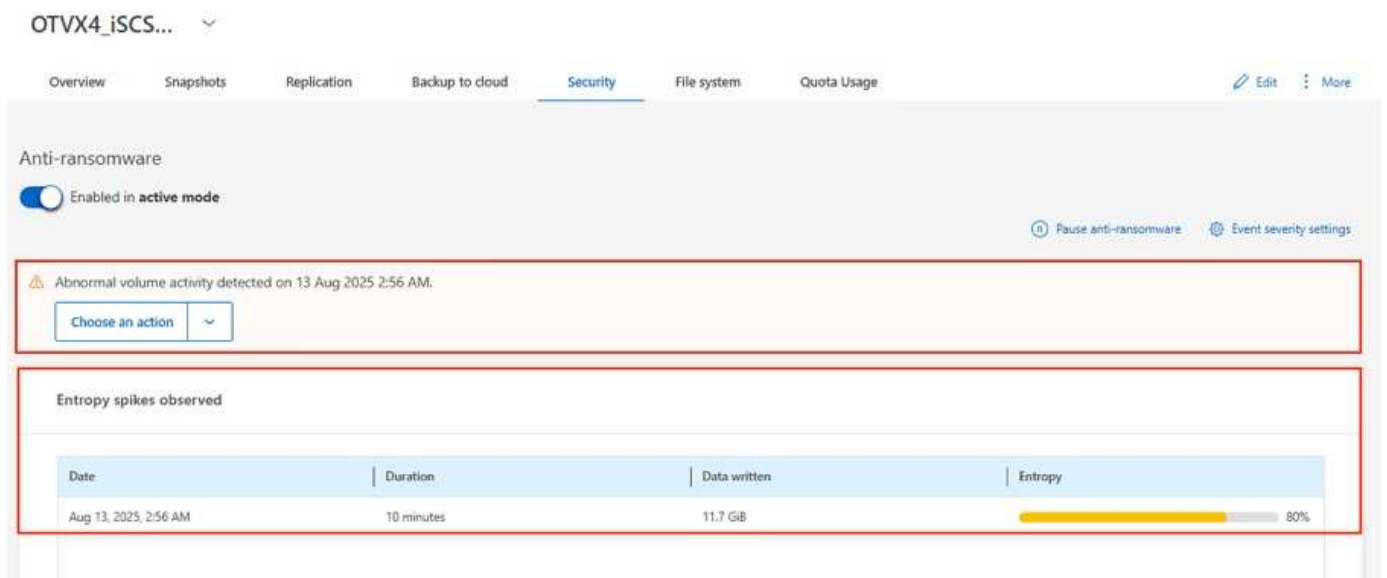 OTVX4_iSCS...
Overview Snapshots Replication Backup to cloud Security File system Quota Usage Edit More
Anti-ransomware
Enabled in active mode
Pause anti-ransomware Event severity settings
Abnormal volume activity detected on 13 Aug 2025 2:56 AM.
Choose an action
Entropy spikes observed
Date Duration Data written Entropy
Aug 13, 2025, 2:56 AM 10 minutes 11.7 GiB 80%